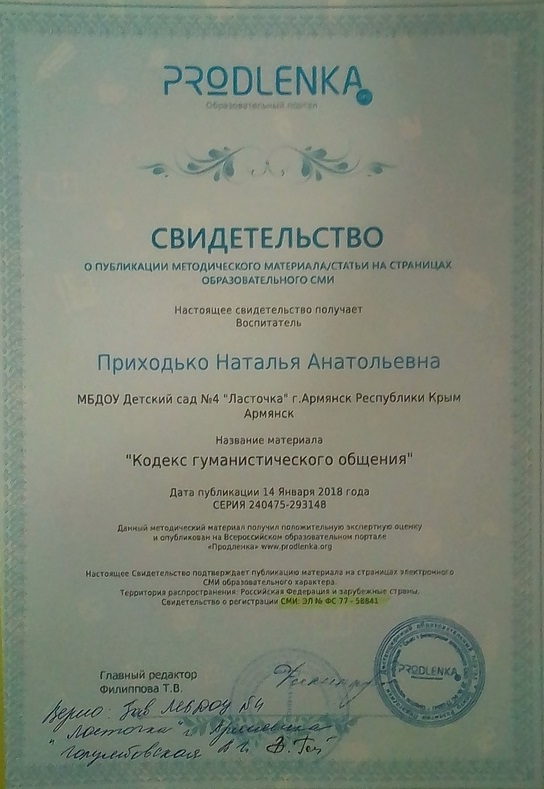 PRODLENKA
Образовательный портал
СВИДЕТЕЛЬСТВО
О ПУБЛИКАЦИИ МЕТОДИЧЕСКОГО МАТЕРИАЛА/СТАТЬИ НА СТРАНИЦАХ
ОБРАЗОВАТЕЛЬНОГО СМИ
Настоящее свидетельство получает
Воспитатель
Приходько Наталья Анатольевна
МБДОУ Детский сад №4 "Ласточка" г.Армянск Республики Крым
Армянск
Название материала
"Кодекс гуманистического общения"
Дата публикации 14 Января 2018 года
СЕРИЯ 240475-293148
Данный методический материал получил положительную экспертную оценку
и опубликован на Всероссийском образовательном портале
«Продленка» www.prodlenka.org
Настоящее Свидетельство подтверждает публикацию материала на страницах электронного
СМИ образовательного характера.
Территория распространения: Российская Федерация и зарубежные страны.
Свидетельство о регистрации СМИ: ЭЛ № ФС 77 - 58841
Главный редактор
Филиппова Т.В.
PRODLENKA
Верно: Зав МБДОУ №4
"Ласточка" г.